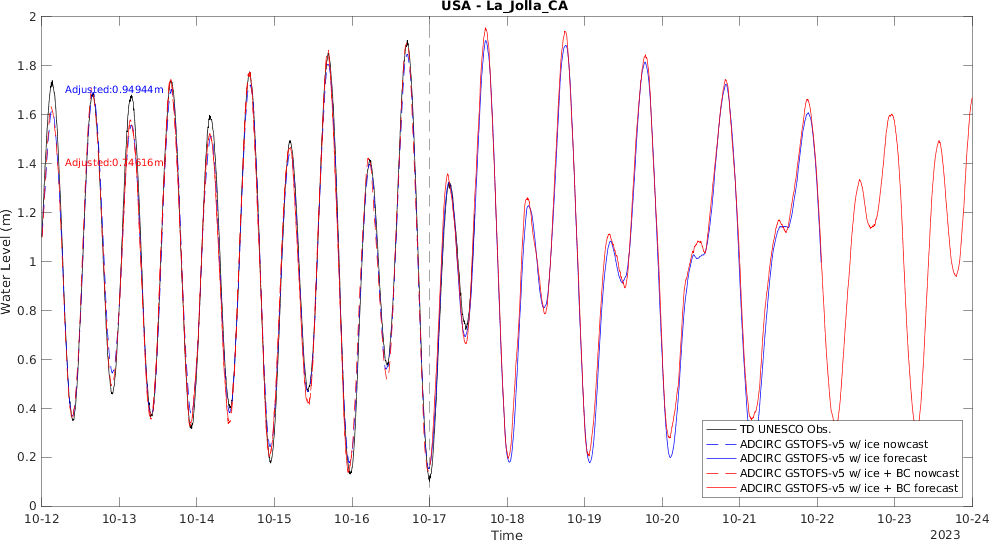 USA - La_Jolla_CA
2
1.8
1.6
1.4
1.2
1
0.8
0.6
0.4
0.2
0
Water Level (m)
Adjusted:0.94944m
Adjusted:0.74616m
TD UNESCO Obs.
ADCIRC GSTOFS-v5 w/ ice nowcast
ADCIRC GSTOFS-v5 w/ ice forecast
ADCIRC GSTOFS-v5 w/ ice + BC nowcast
ADCIRC GSTOFS-v5 w/ ice + BC forecast
10-12 10-13 10-14 10-15 10-16 10-17 10-18 10-19 10-20 10-21 10-22 10-23 10-24
Time
2023